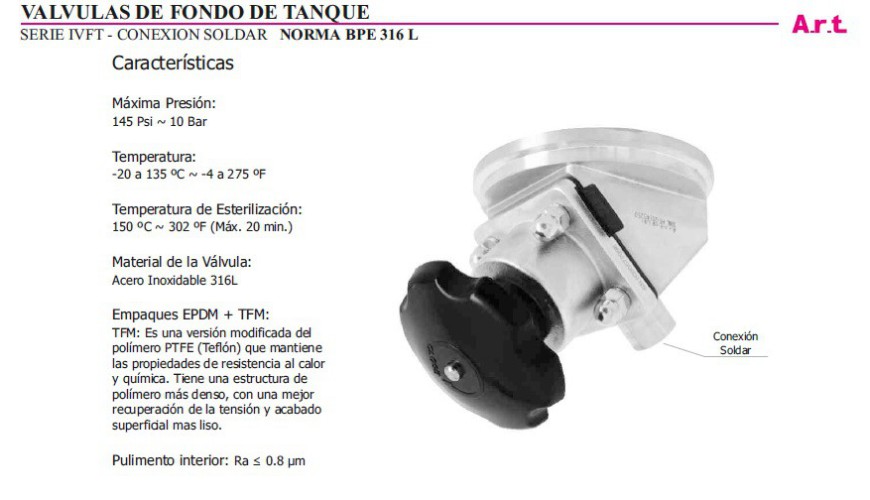 VALVULAS DE FONDO DE TANQUE
SERIE IVFT - CONEXION SOLDAR NORMA BPE 316 L
A.r.t.
Características
Máxima Presión:
145 Psi ~ 10 Bar
Temperatura:
-20 a 135 ºC ~ -4 a 275 ºF
Temperatura de Esterilización:
150 ºC ~ 302 ºF (Máx. 20 min.)
Material de la Válvula:
Acero Inoxidable 316L
Empaques EPDM + TFM:
TFM: Es una versión modificada del
polímero PTFE (Teflón) que mantiene
las propiedades de resistencia al calor
y química. Tiene una estructura de
polímero más denso, con una mejor
recuperación de la tensión y acabado
superficial mas liso.
Pulimento interior: Ra ≤ 0.8 µm
Conexión
Soldar